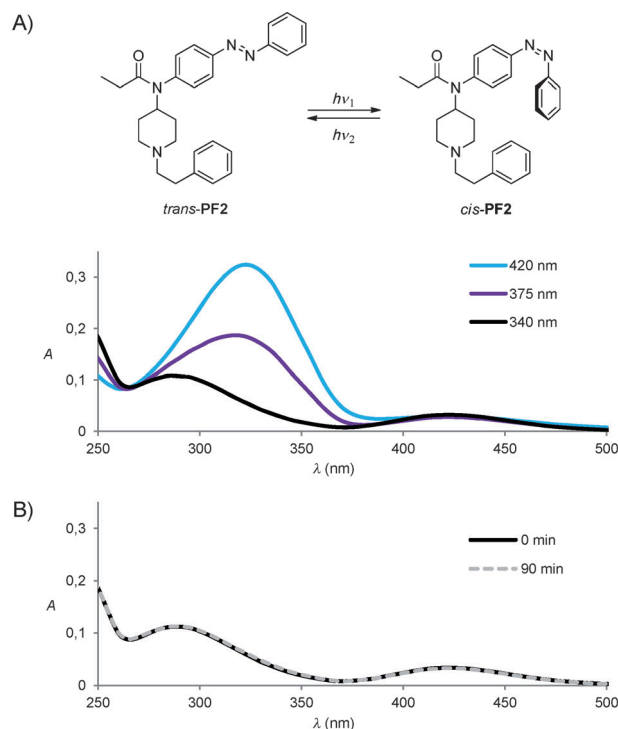 A)
O
N
N
N
N
hν1
hν2
O
N
N
N
N
trans-PF2
cis-PF2
420 nm
375 nm
340 nm
0,3
0,2
A
0,1
0
250 300 350 400 450 500
λ (nm)
B)
0 min
90 min
0,3
0,2
A
0,1
0
250 300 350 400 450 500
λ (nm)